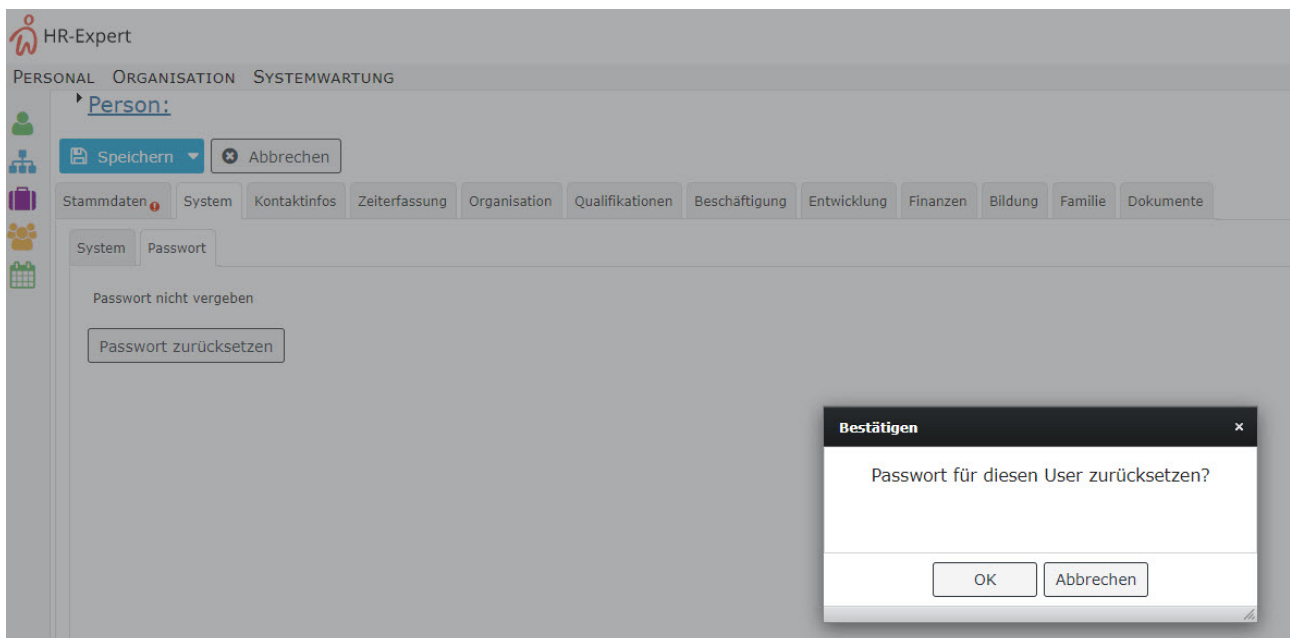 HR-Expert
PERSONAL ORGANISATION SYSTEMWARTUNG
Person:
Speichern Abbrechen
Stammdaten System Kontaktinfos Zeiterfassung Organisation Qualifikationen Beschäftigung Entwicklung Finanzen Bildung Familie Dokumente
System Passwort
Passwort nicht vergeben
Passwort zurücksetzen
Bestätigen ×
Passwort für diesen User zurücksetzen?
OK Abbrechen